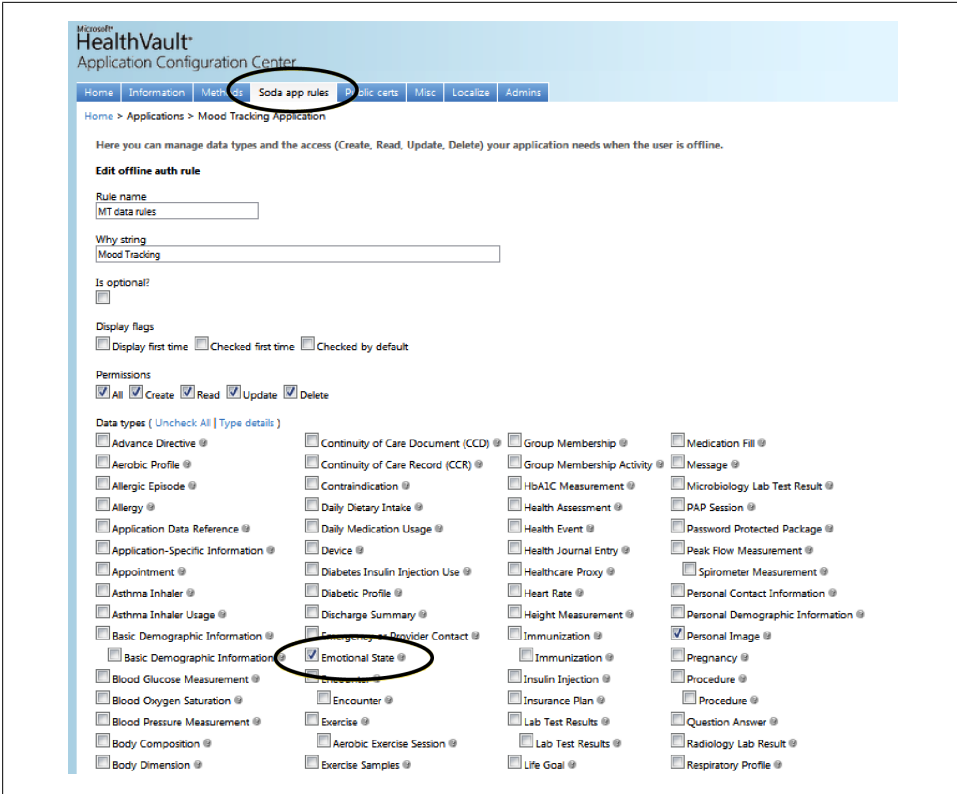 Microsoft®
HealthVault™
Application Configuration Center
Home Information Methods Soda app rules Public certs Misc Localize Admins
Home > Applications > Mood Tracking Application
Here you can manage data types and the access (Create, Read, Update, Delete) your application needs when the user is offline.
Edit offline auth rule
Rule name
MT data rules
Why string
Mood Tracking
Is optional?
Display flags
Display first time Checked first time Checked by default
Permissions
All Create Read Update Delete
Data types ( Uncheck All | Type details )
Advance Directive Continuity of Care Document (CCD) Group Membership Medication Fill
Aerobic Profile Continuity of Care Record (CCR) Group Membership Activity Message
Allergic Episode Contraindication HbA1C Measurement Microbiology Lab Test Result
Allergy Daily Dietary Intake Health Assessment PAP Session
Application Data Reference Daily Medication Usage Health Event Password Protected Package
Application-Specific Information Device Health Journal Entry Peak Flow Measurement
Appointment Diabetes Insulin Injection Use Healthcare Proxy Spirometer Measurement
Asthma Inhaler Diabetic Profile Heart Rate Personal Contact Information
Asthma Inhaler Usage Discharge Summary Height Measurement Personal Demographic Information
Basic Demographic Information Emergency or Provider Contact Immunization Personal Image
Basic Demographic Information Emotional State Immunization Pregnancy
Blood Glucose Measurement Encounter Insulin Injection Procedure
Blood Oxygen Saturation Encounter Insurance Plan Procedure
Blood Pressure Measurement Exercise Lab Test Results Question Answer
Body Composition Aerobic Exercise Session Lab Test Results Radiology Lab Result
Body Dimension Exercise Samples Life Goal Respiratory Profile